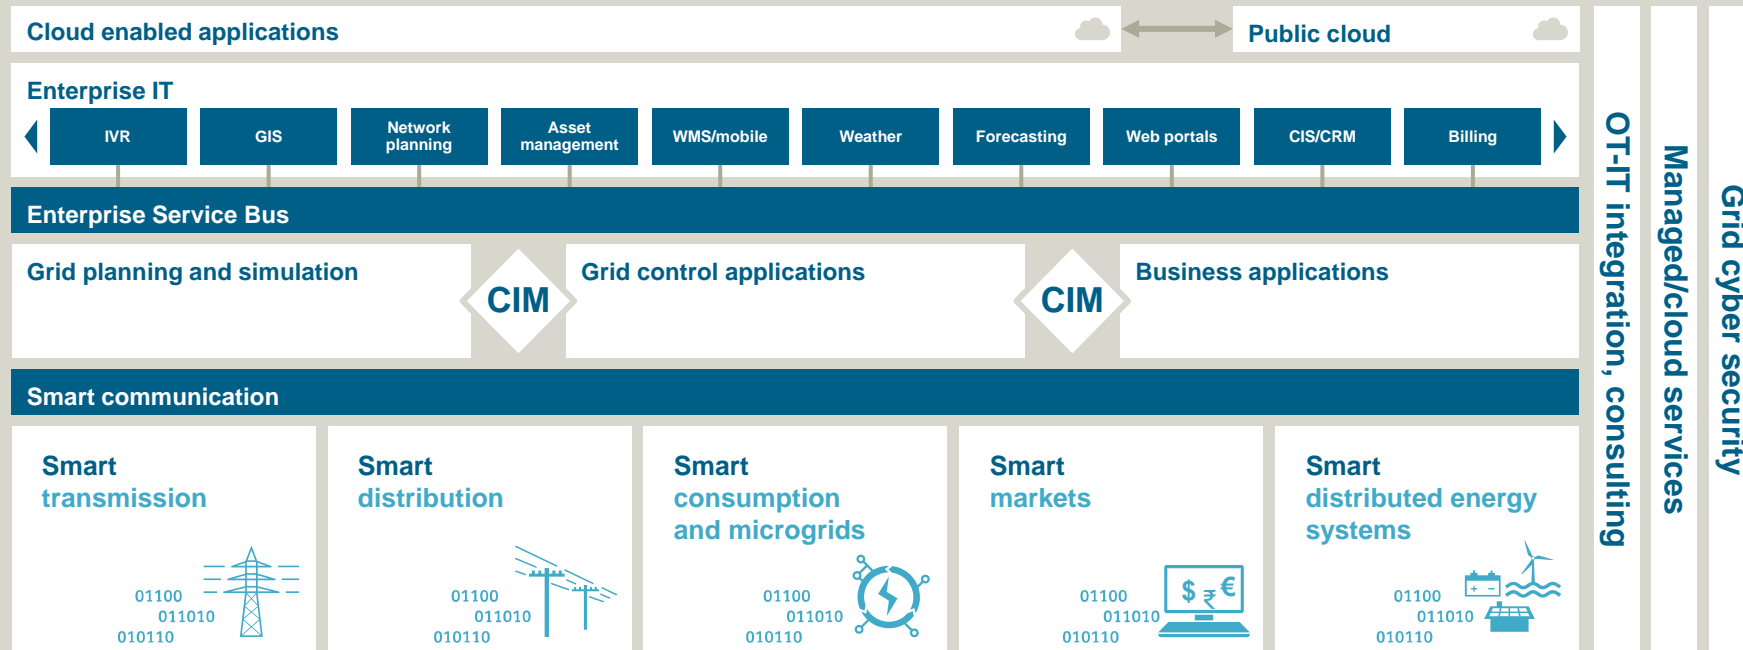 Cloud enabled applications
Public cloud
Enterprise IT
IVR
GIS
Network
planning
Asset
management
WMS/mobile
Weather
Forecasting
Web portals
CIS/CRM
Billing
Enterprise Service Bus
Grid planning and simulation
CIM
Grid control applications
CIM
Business applications
Smart communication
Smart
transmission
01100
011010
010110
Smart
distribution
01100
011010
010110
Smart
consumption
and microgrids
01100
011010
010110
Smart
markets
01100
011010
010110
$ ₹ €
Smart
distributed energy
systems
01100
011010
010110
+ −
OT-IT integration, consulting
Managed/cloud services
Grid cyber security